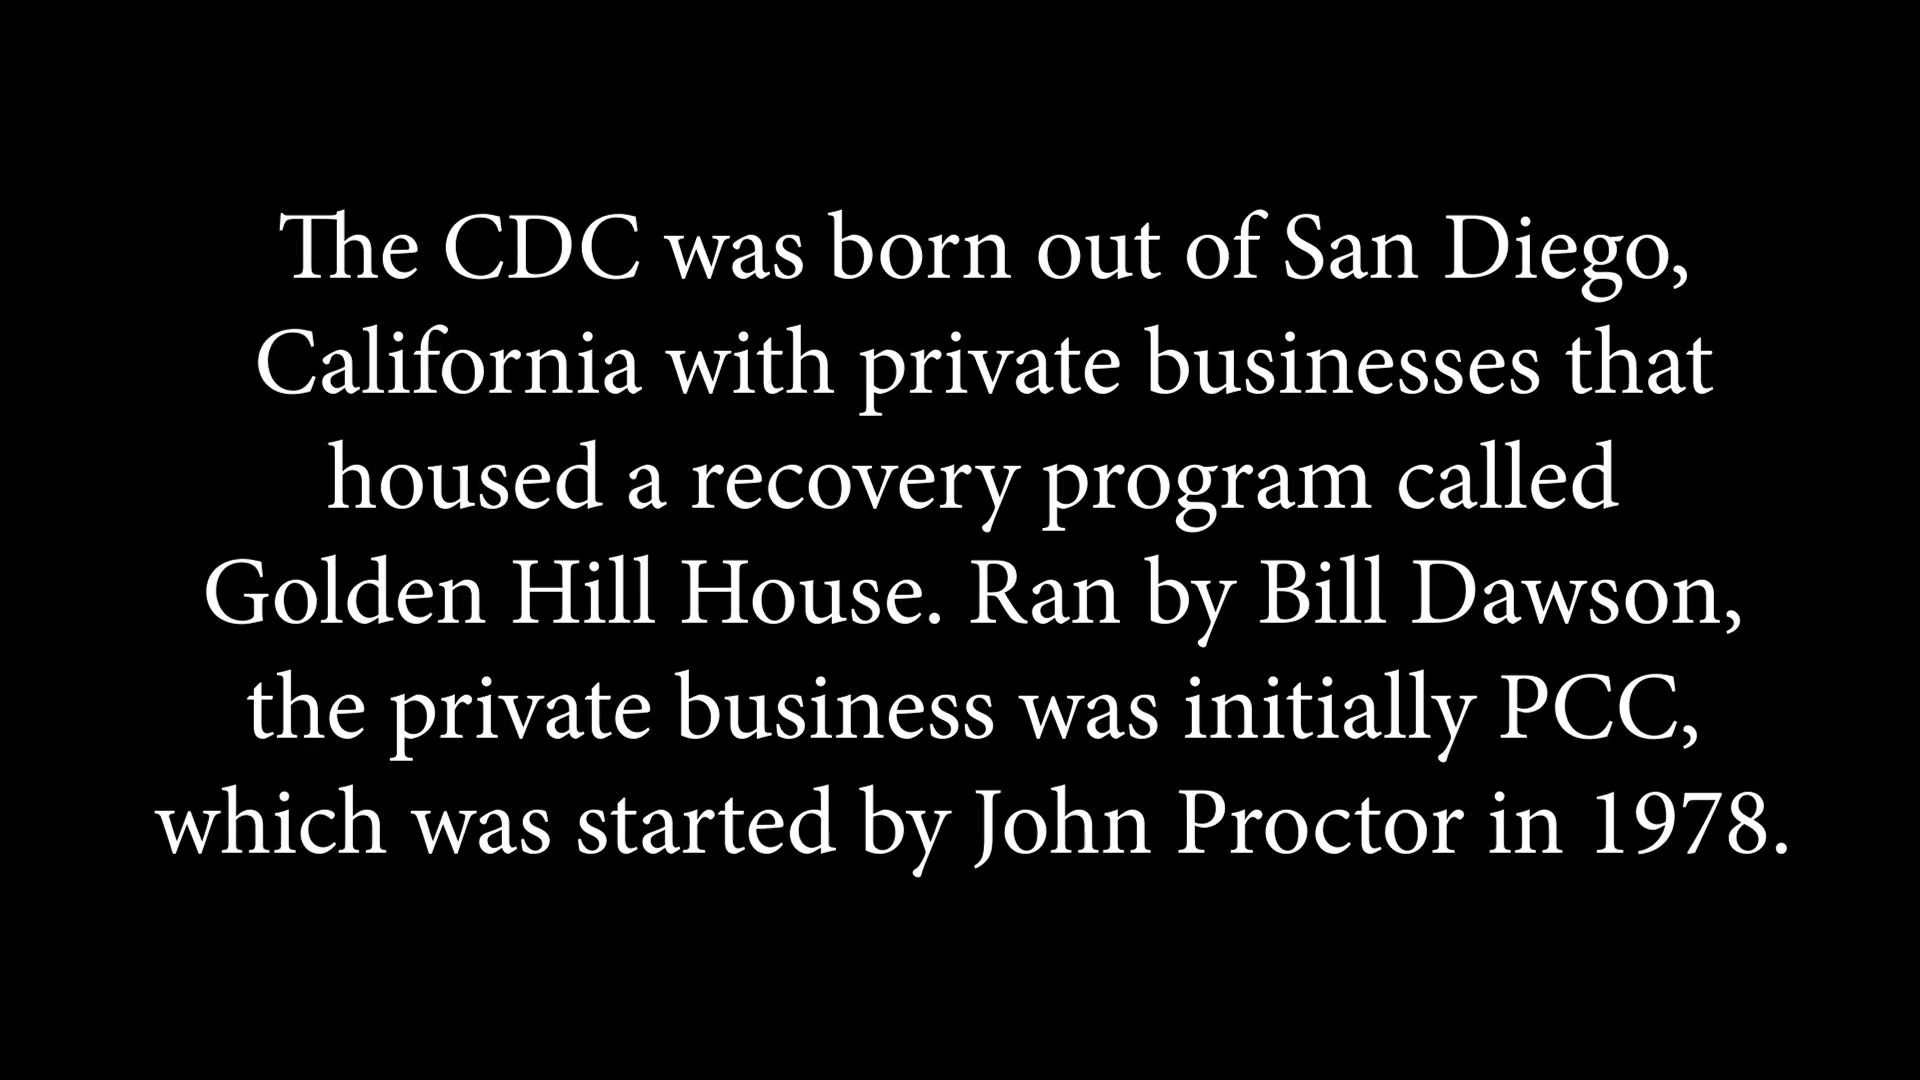 The CDC was born out of San Diego,
California with private businesses that
housed a recovery program called
Golden Hill House. Ran by Bill Dawson,
the private business was initially PCC,
which was started by John Proctor in 1978.